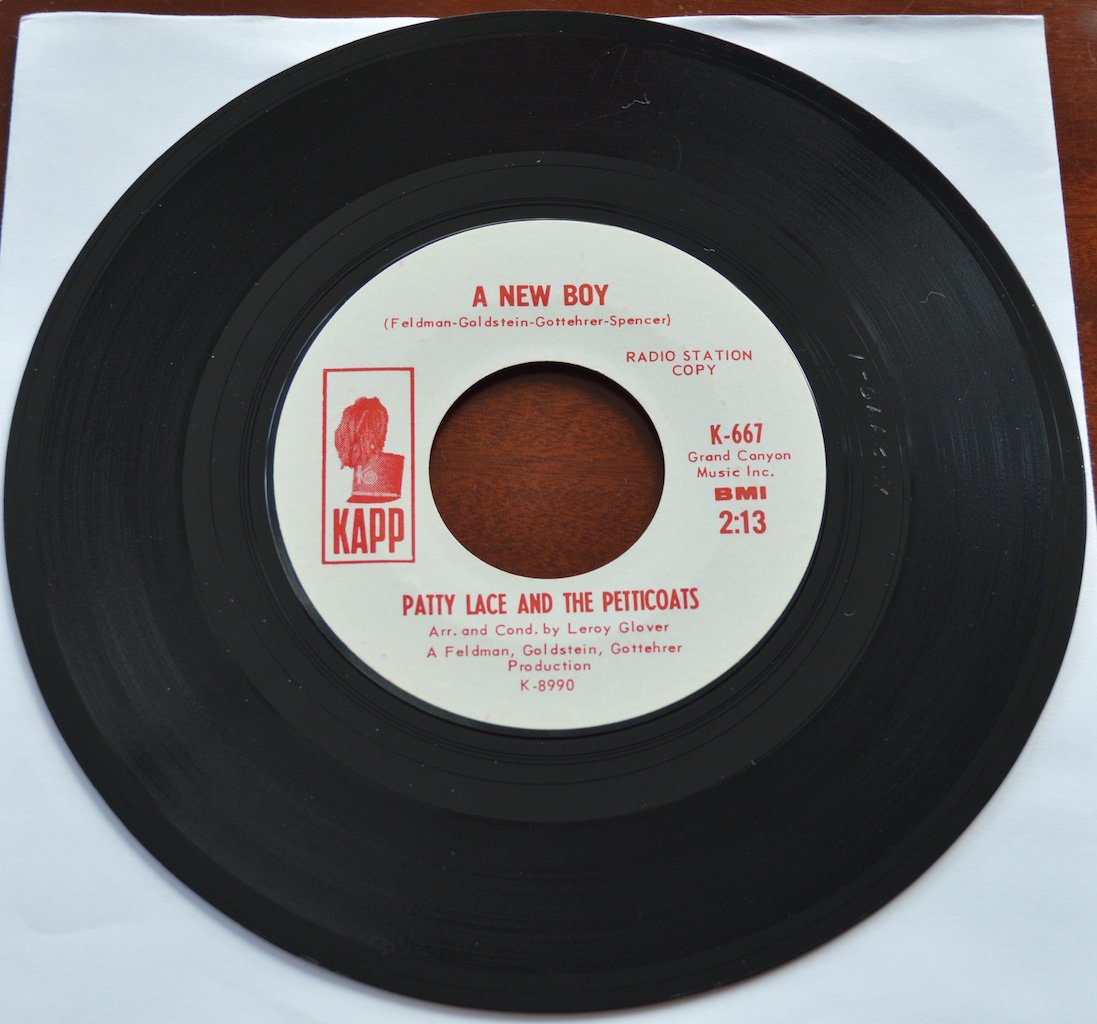 A NEW BOY
(Feldman-Goldstein-Gottehrer-Spencer)
RADIO STATION
COPY
K-667
Grand Canyon
Music Inc.
BMI
2:13
KAPP
PATTY LACE AND THE PETTICOATS
Arr. and Cond. by Leroy Glover
A Feldman, Goldstein, Gottehrer
Production
K-8990